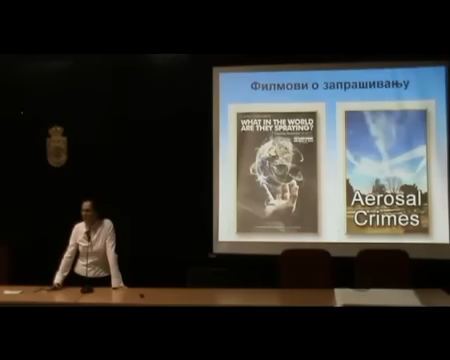 Филмови о запрашивању
WHAT IN THE WORLD
ARE THEY SPRAYING?
Aerosal
Crimes